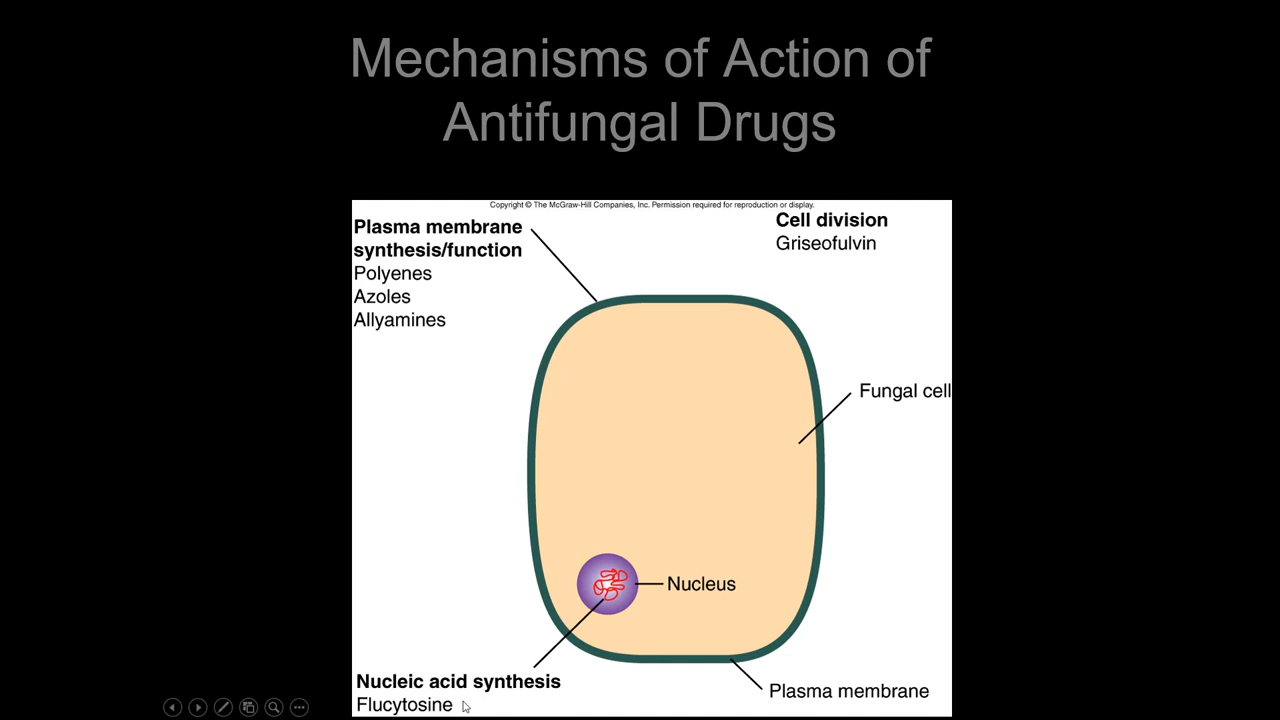 Mechanisms of Action of
Antifungal Drugs
Copyright © The McGraw-Hill Companies, Inc. Permission required for reproduction or display.
Plasma membrane
synthesis/function
Polyenes
Azoles
Allyamines
Cell division
Griseofulvin
Fungal cell
Nucleus
Nucleic acid synthesis
Flucytosine
Plasma membrane